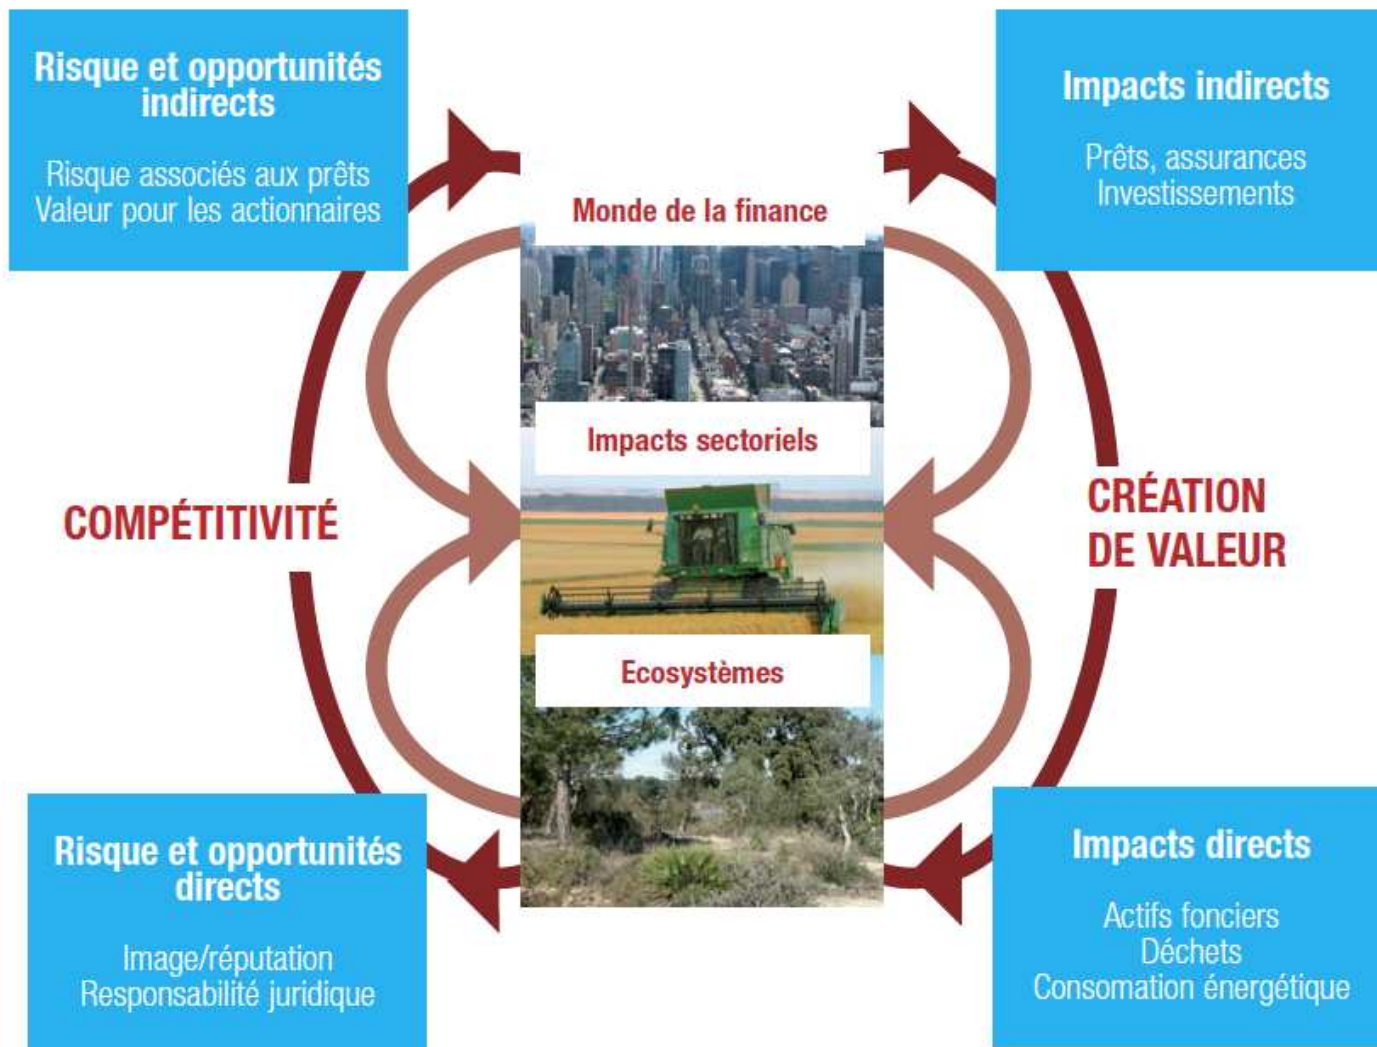 Risque et opportunités
indirects
Risque associés aux prêts
Valeur pour les actionnaires
Impacts indirects
Prêts, assurances
Investissements
Monde de la finance
Impacts sectoriels
COMPÉTITIVITÉ
CRÉATION
DE VALEUR
Ecosystèmes
Risque et opportunités
directs
Image/réputation
Responsabilité juridique
Impacts directs
Actifs fonciers
Déchets
Consomation énergétique